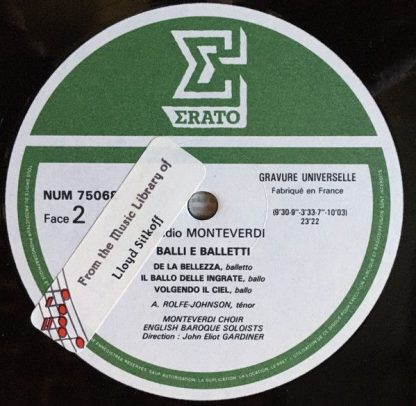 ΣRATO
NUM 75068
Face 2
GRAVURE UNIVERSELLE
Fabriqué en France
(9'30-9"-3'33-7"-10'03)
23'22
From the Music Library of
Lloyd Sitkoff
dio MONTEVERDI
BALLI E BALLETTI
DE LA BELLEZZA, balletto
IL BALLO DELLE INGRATE, ballo
VOLGENDO IL CIEL, ballo
A. ROLFE-JOHNSON, ténor
MONTEVERDI CHOIR
ENGLISH BAROQUE SOLOISTS
Direction : John Eliot GARDINER